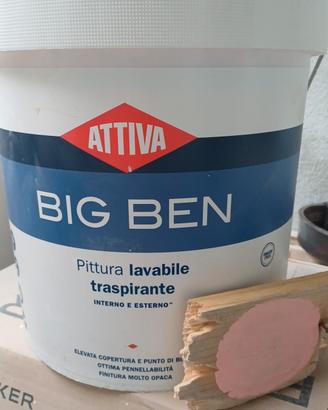 ATTIVA
BIG BEN
Pittura lavabile
traspirante
INTERNO E ESTERNO
ELEVATA COPERTURA E PUNTO DI
OTTIMA PENNELLABILITÀ
FINITURA MOLTO OPACA
KER